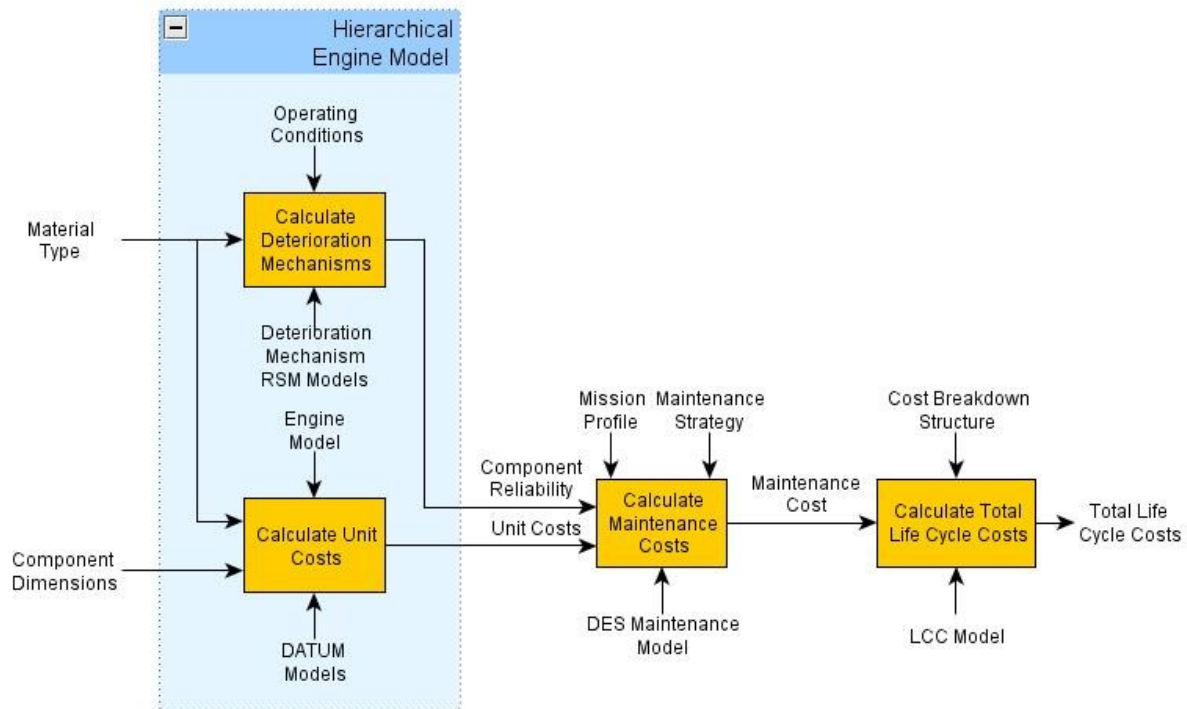 Hierarchical
Engine Model
Operating
Conditions
Calculate
Deterioration
Mechanisms
Material
Type
Deterioration
Mechanism
RSM Models
Engine
Model
Mission
Profile
Maintenance
Strategy
Cost Breakdown
Structure
Component
Reliability
Unit Costs
Calculate
Maintenance
Costs
Maintenance
Cost
Calculate Total
Life Cycle Costs
Total Life
Cycle Costs
Calculate Unit
Costs
Component
Dimensions
DATUM
Models
DES Maintenance
Model
LCC Model